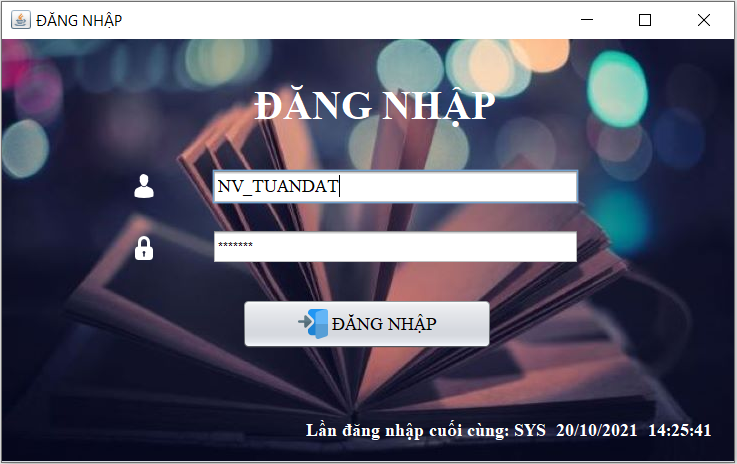 ĐĂNG NHẬP
ĐĂNG NHẬP
NV_TUANDAT
*******
ĐĂNG NHẬP
Lần đăng nhập cuối cùng: SYS 20/10/2021 14:25:41